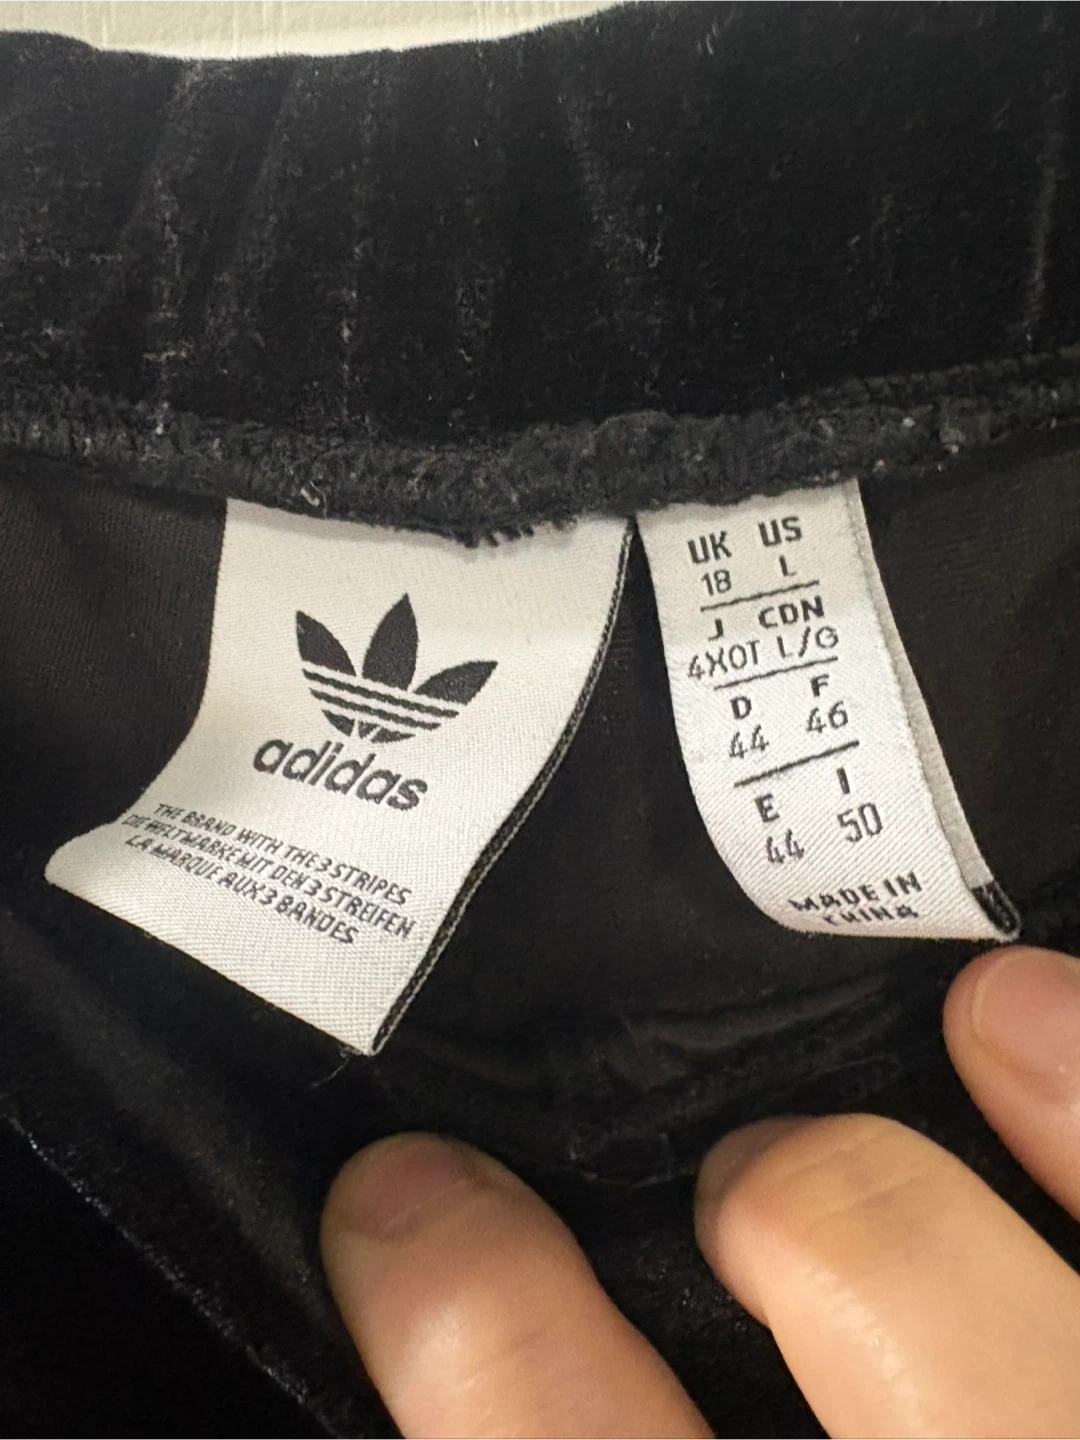 adidas
THE BRAND WITH THE 3 STRIPES
DIE WELTMARKE MIT DEN 3 STREIFEN
LA MARQUE AUX 3 BANDES
UK US
18 L
J CDN
4XOT L/G
D F
44 46
E I
44 50
MADE IN
CHINA